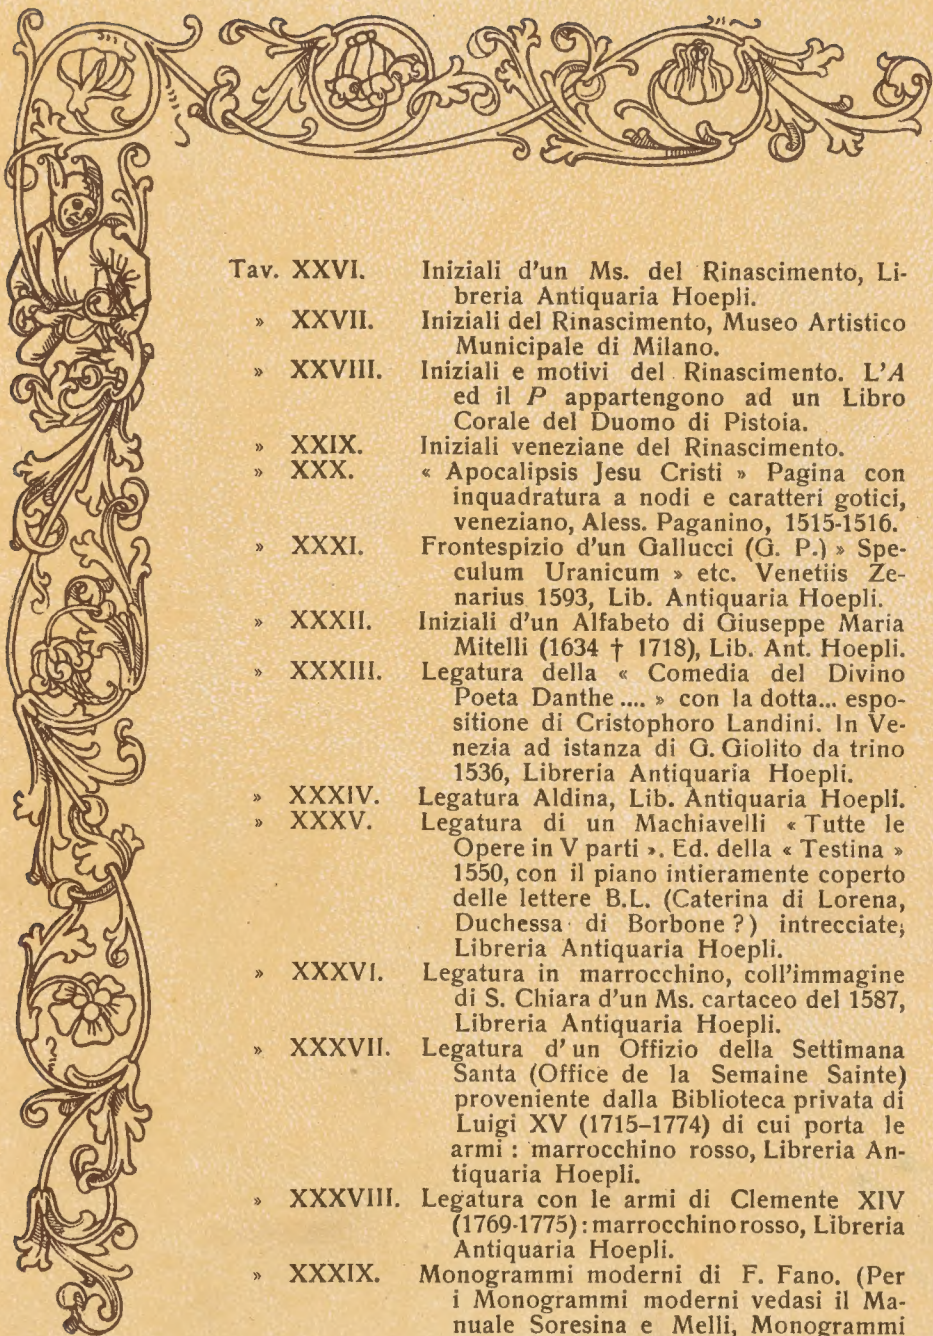 Tav. XXVI. Iniziali d'un Ms. del Rinascimento, Li-
breria Antiquaria Hoepli.
» XXVII. Iniziali del Rinascimento, Museo Artistico
Municipale di Milano.
» XXVIII. Iniziali e motivi del Rinascimento. L'A
ed il P appartengono ad un Libro
Corale del Duomo di Pistoia.
» XXIX. Iniziali veneziane del Rinascimento.
» XXX. « Apocalipsis Jesu Cristi » Pagina con
inquadratura a nodi e caratteri gotici,
veneziano, Aless. Paganino, 1515-1516.
» XXXI. Frontespizio d'un Gallucci (G. P.) » Spe-
culum Uranicum » etc. Venetiis Ze-
narius 1593, Lib. Antiquaria Hoepli.
» XXXII. Iniziali d'un Alfabeto di Giuseppe Maria
Mitelli (1634 † 1718), Lib. Ant. Hoepli.
» XXXIII. Legatura della « Comedia del Divino
Poeta Danthe .... » con la dotta... espo-
sitione di Cristophoro Landini. In Ve-
nezia ad istanza di G. Giolito da trino
1536, Libreria Antiquaria Hoepli.
» XXXIV. Legatura Aldina, Lib. Antiquaria Hoepli.
» XXXV. Legatura di un Machiavelli « Tutte le
Opere in V parti ». Ed. della « Testina »
1550, con il piano intieramente coperto
delle lettere B.L. (Caterina di Lorena,
Duchessa di Borbone ?) intrecciate;
Libreria Antiquaria Hoepli.
» XXXVI. Legatura in marrocchino, coll'immagine
di S. Chiara d'un Ms. cartaceo del 1587,
Libreria Antiquaria Hoepli.
» XXXVII. Legatura d'un Offizio della Settimana
Santa (Office de la Semaine Sainte)
proveniente dalla Biblioteca privata di
Luigi XV (1715-1774) di cui porta le
armi : marrocchino rosso, Libreria An-
tiquaria Hoepli.
» XXXVIII. Legatura con le armi di Clemente XIV
(1769-1775) : marrocchino rosso, Libreria
Antiquaria Hoepli.
» XXXIX. Monogrammi moderni di F. Fano. (Per
i Monogrammi moderni vedasi il Ma-
nuale Soresina e Melli, Monogrammi